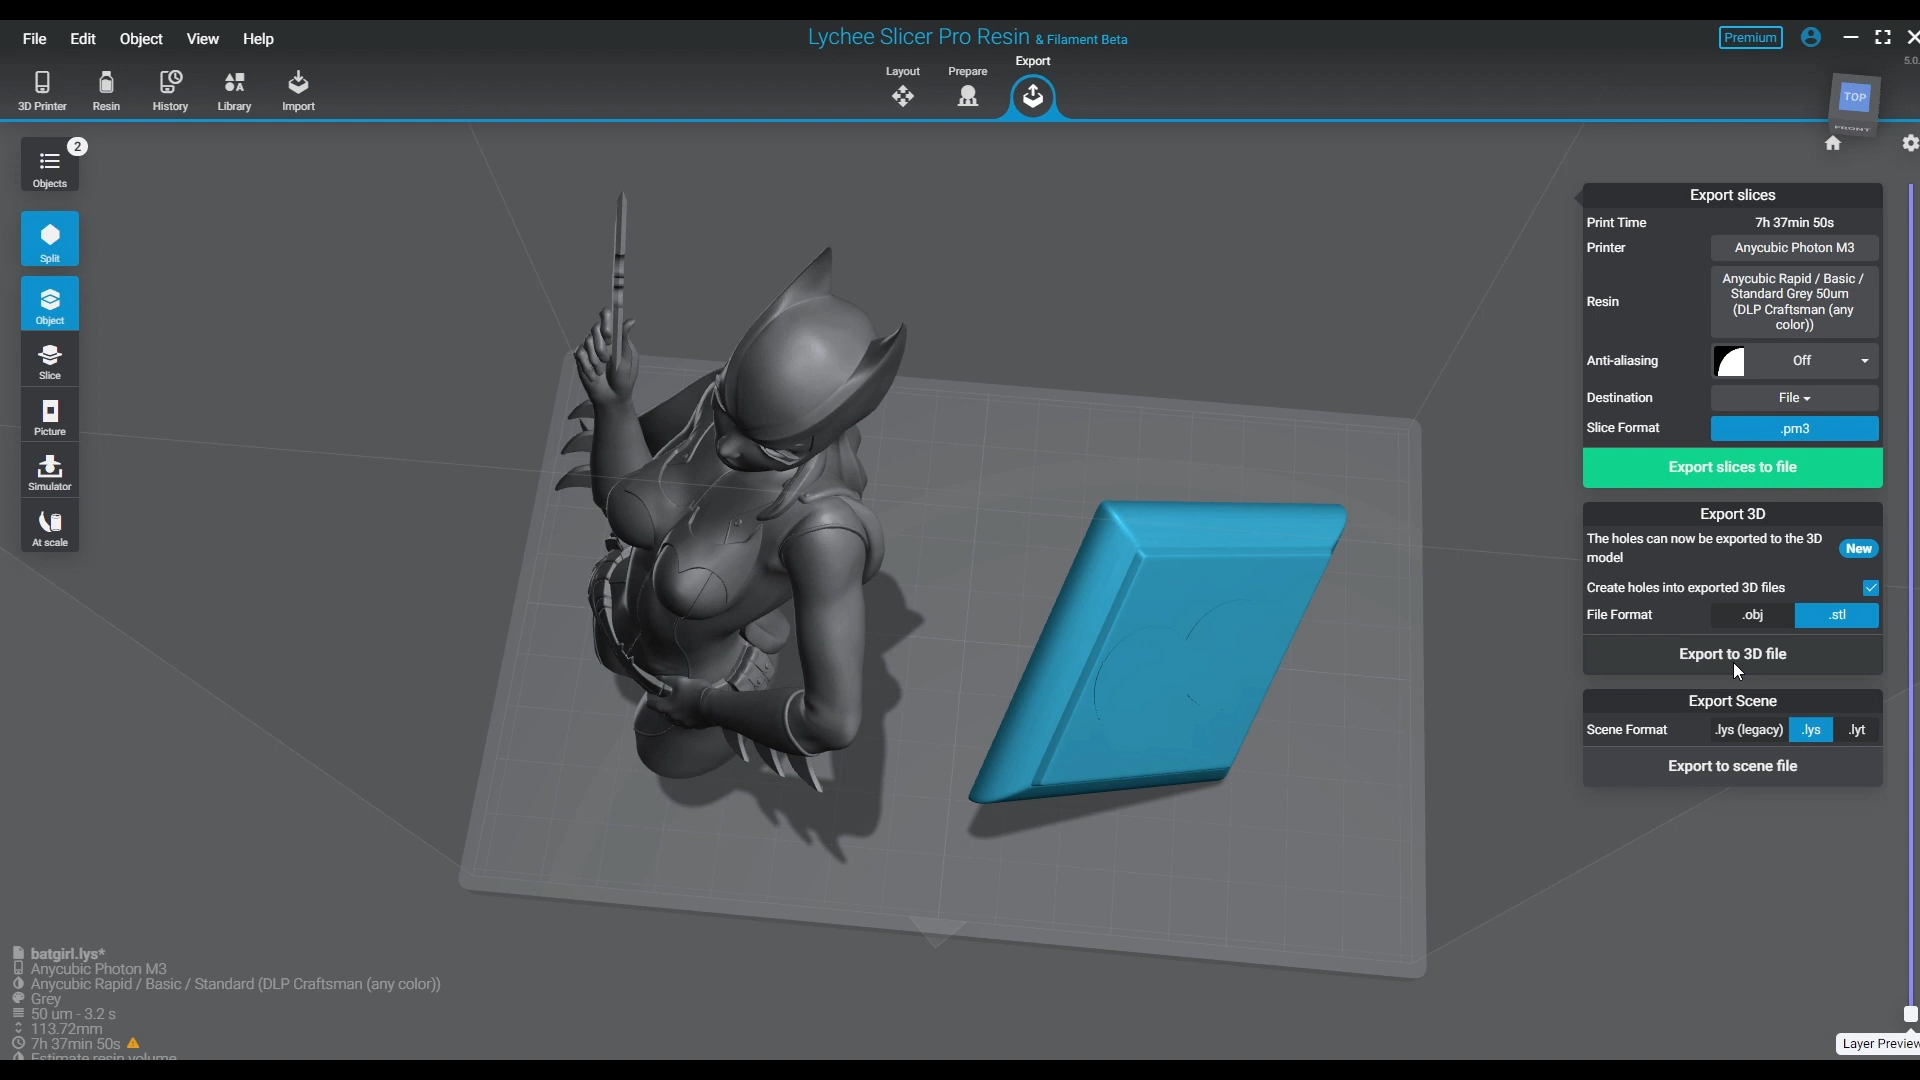 File Edit Object View Help
Lychee Slicer Pro Resin & Filament Beta
Premium
5.0.
3D Printer Resin History Library Import
Layout Prepare Export
TOP
FRONT
2
Objects
Split
Object
Slice
Picture
Simulator
At scale
Export slices
Print Time 7h 37min 50s
Printer Anycubic Photon M3
Resin
Anycubic Rapid / Basic /
Standard Grey 50um
(DLP Craftsman (any
color))
Anti-aliasing Off
Destination File
Slice Format .pm3
Export slices to file
Export 3D
The holes can now be exported to the 3D
model
New
Create holes into exported 3D files
File Format .obj .stl
Export to 3D file
Export Scene
Scene Format .lys (legacy) .lys .lyt
Export to scene file
batgirl.lys*
Anycubic Photon M3
Anycubic Rapid / Basic / Standard (DLP Craftsman (any color))
Grey
50 um - 3.2 s
113.72mm
7h 37min 50s
Estimate resin volume
Layer Preview